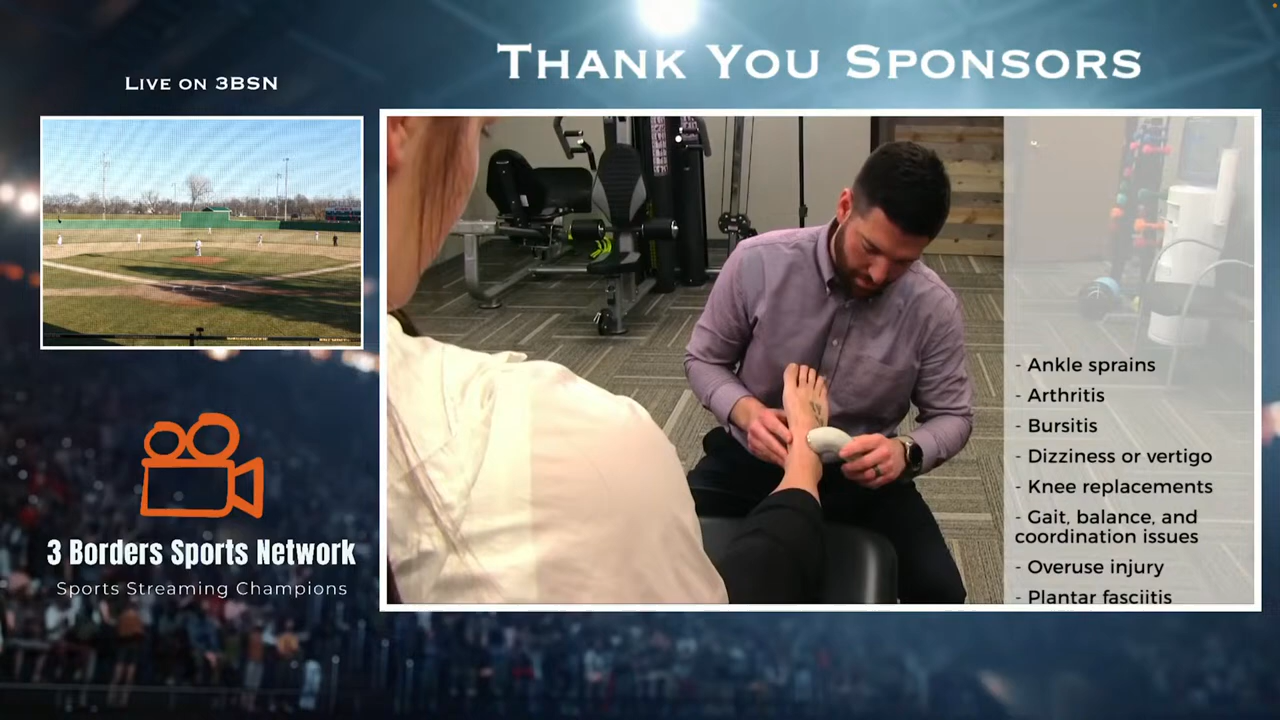 Thank You Sponsors
Live on 3BSN
- Ankle sprains
- Arthritis
- Bursitis
- Dizziness or vertigo
- Knee replacements
- Gait, balance, and
coordination issues
- Overuse injury
- Plantar fasciitis
3 Borders Sports Network
Sports Streaming Champions